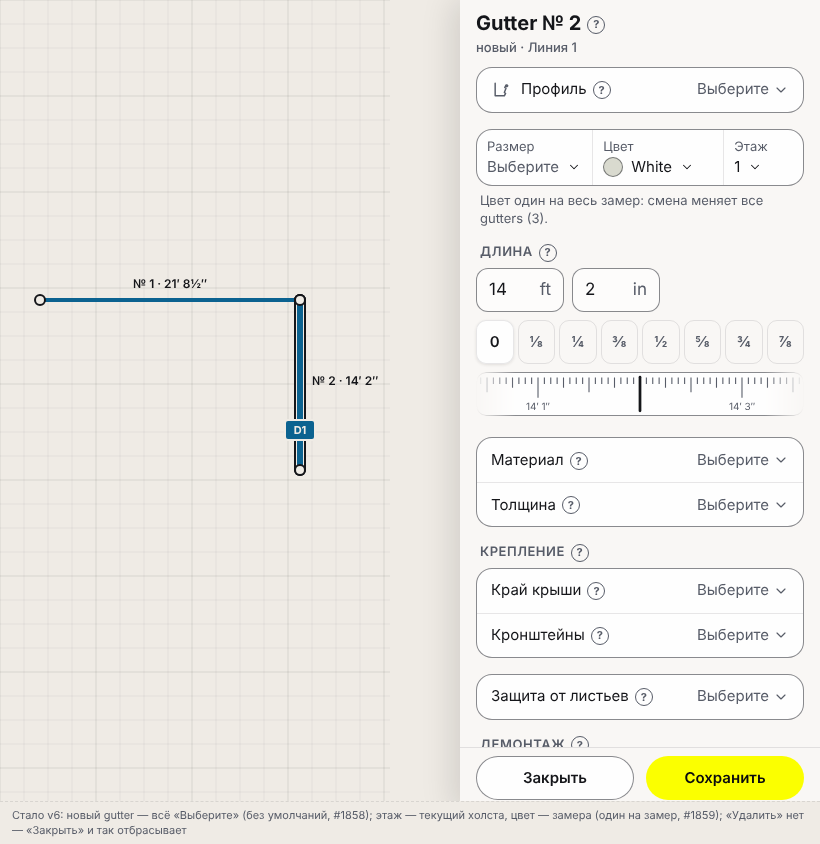 Gutter № 2 ?
новый · Линия 1
Профиль ? Выберите
Размер Цвет Этаж
Выберите White 1
Цвет один на весь замер: смена меняет все
gutters (3).
ДЛИНА ?
14 ft 2 in
0 ⅛ ¼ ⅜ ½ ⅝ ¾ ⅞
14′ 1″ 14′ 3″
№ 1 · 21′ 8½″
№ 2 · 14′ 2″
D1
Материал ? Выберите
Толщина ? Выберите
КРЕПЛЕНИЕ ?
Край крыши ? Выберите
Кронштейны ? Выберите
Защита от листьев ? Выберите
ДЕМОНТАЖ ?
Закрыть Сохранить
Стало v6: новый gutter — всё «Выберите» (без умолчаний, #1858); этаж — текущий холста, цвет — замера (один на замер, #1859); «Удалить» нет
— «Закрыть» и так отбрасывает